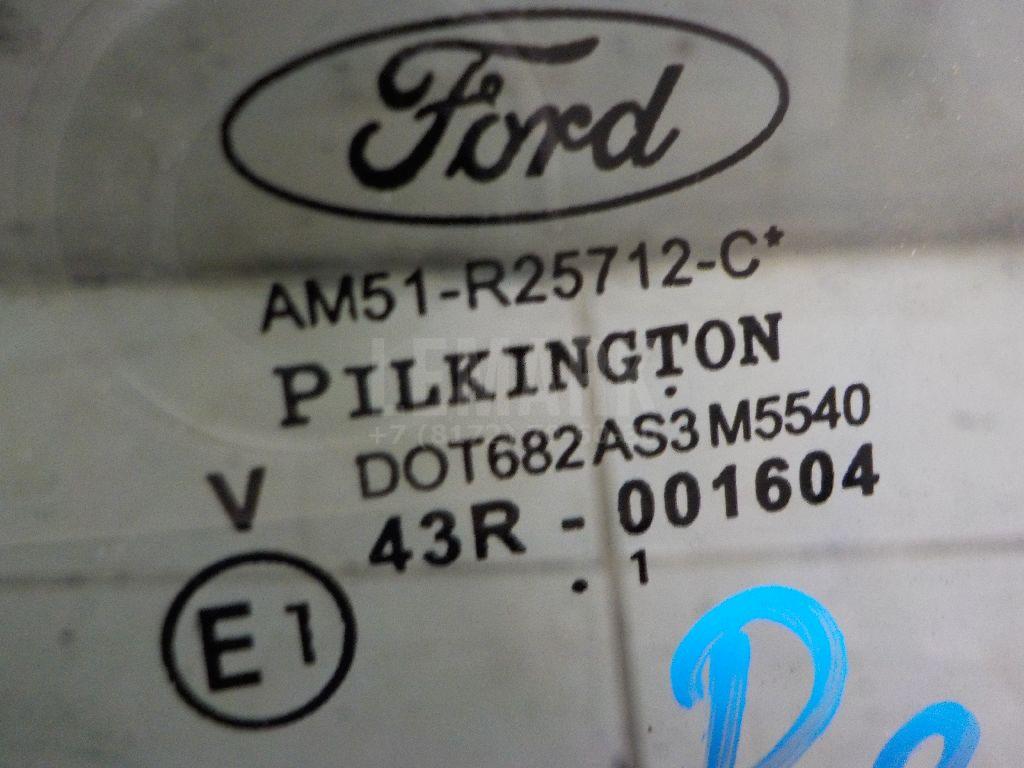 Ford
AM51-R25712-C*
PILKINGTON
DOT682AS3M5540
V
43R - 001604
. 1
E1